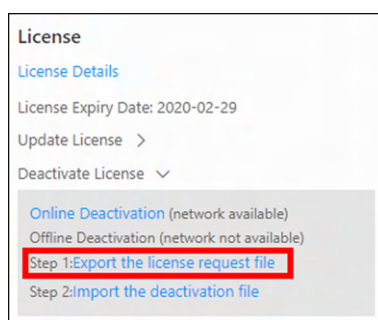 License
License Details
License Expiry Date: 2020-02-29
Update License >
Deactivate License
Online Deactivation (network available)
Offline Deactivation (network not available)
Step 1:Export the license request file
Step 2:Import the deactivation file